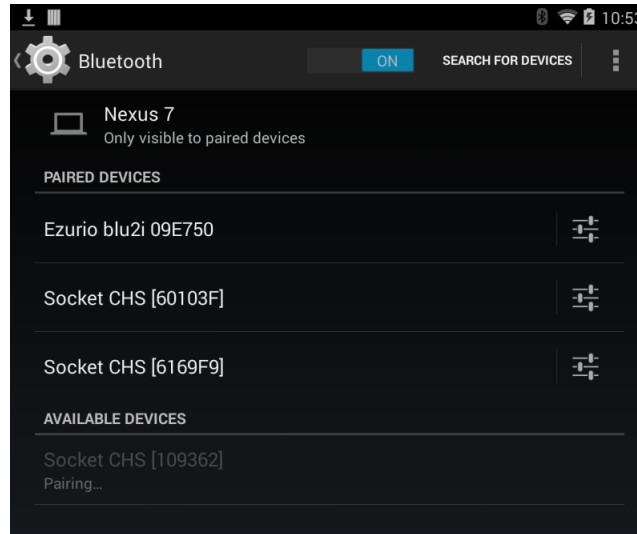 10:53
Bluetooth
ON
SEARCH FOR DEVICES
Nexus 7
Only visible to paired devices
PAIRED DEVICES
Ezurio blu2i 09E750
Socket CHS [60103F]
Socket CHS [6169F9]
AVAILABLE DEVICES
Socket CHS [109362]
Pairing...